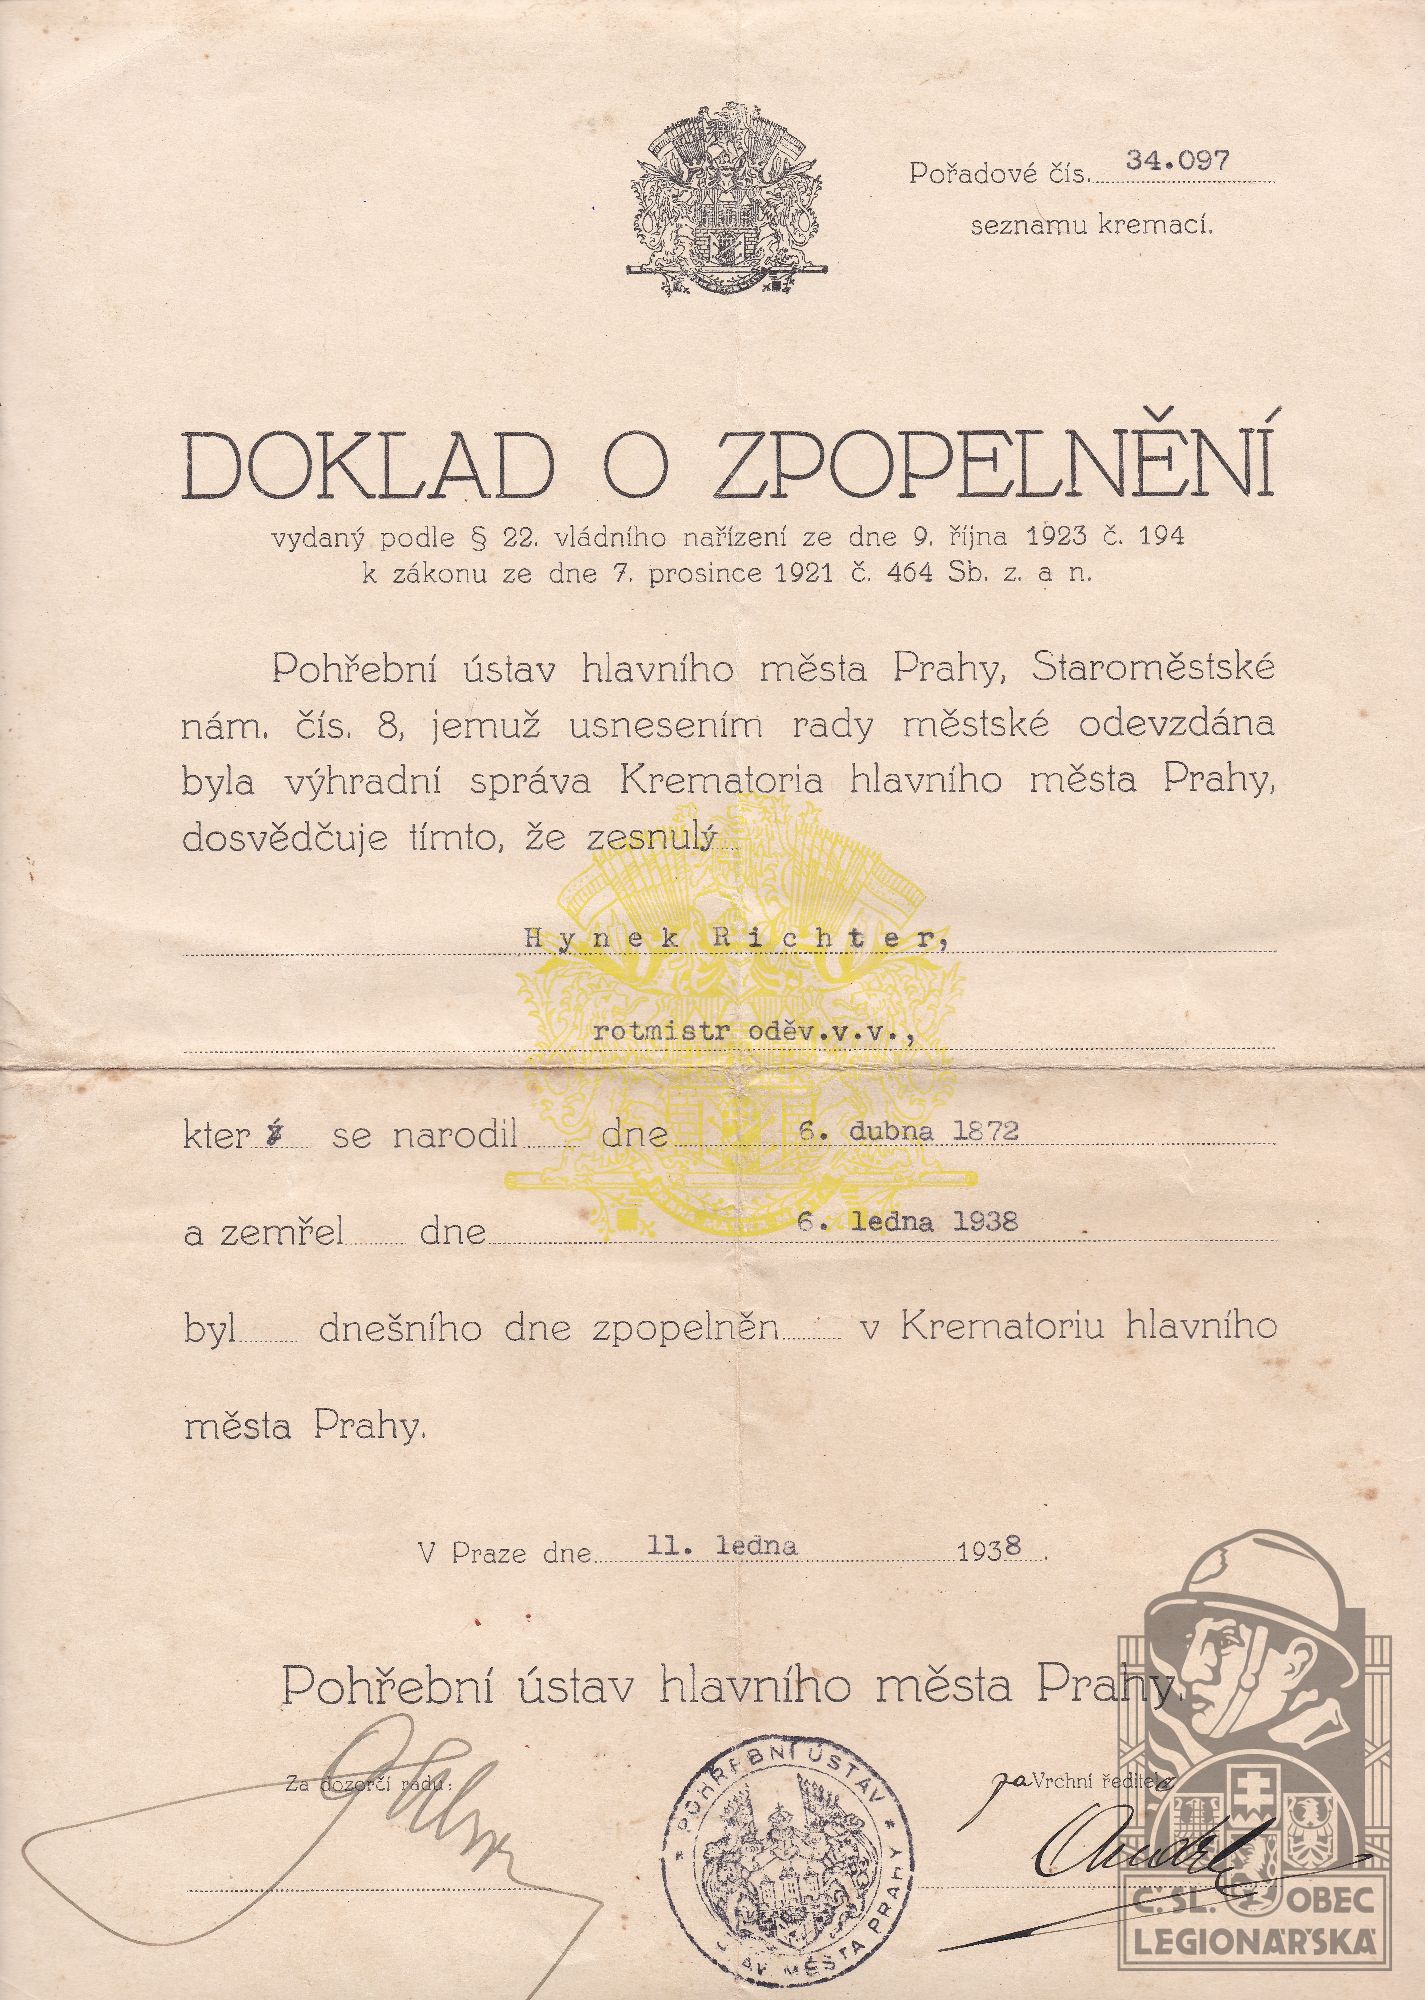 Pořadové čís. 34.097
seznamu kremací.
DOKLAD O ZPOPELNĚNÍ
vydaný podle § 22. vládního nařízení ze dne 9. října 1923 č. 194
k zákonu ze dne 7. prosince 1921 č. 464 Sb. z. a n.
Pohřební ústav hlavního města Prahy, Staroměstské
nám. čís. 8, jemuž usnesením rady městské odevzdána
byla výhradní správa Krematoria hlavního města Prahy,
dosvědčuje tímto, že zesnulý
Hynek Richter,
rotmistr oděv.v.v.,
který se narodil dne 6. dubna 1872
a zemřel dne 6. ledna 1938
byl dnešního dne zpopelněn v Krematoriu hlavního
města Prahy.
V Praze dne 11. ledna 1938.
Pohřební ústav hlavního města Prahy.
Za dozorčí radu:
za Vrchní ředitel
POHŘEBNÍ ÚSTAV
HLAV. MĚSTA PRAHY
Č. SL. OBEC
LEGIONÁŘSKÁ